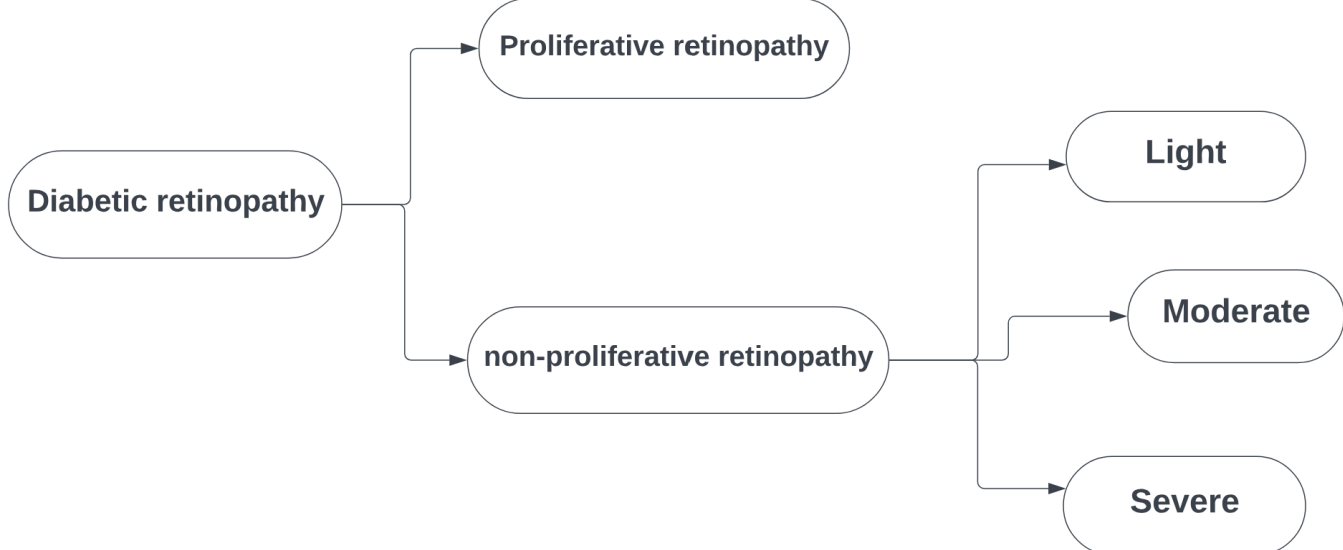 Proliferative retinopathy
Diabetic retinopathy
non-proliferative retinopathy
Light
Moderate
Severe